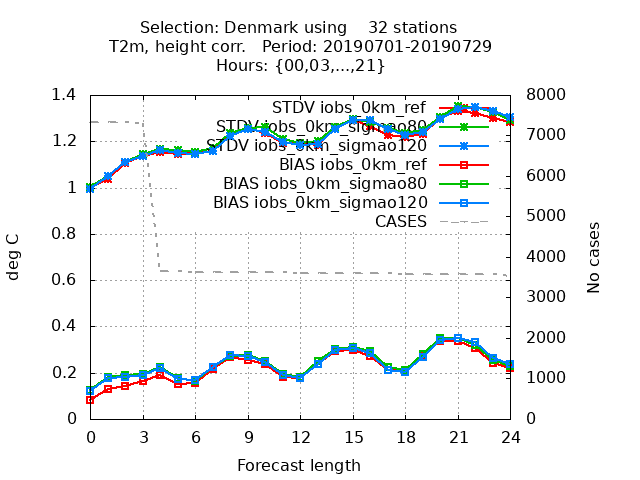 Selection: Denmark using    32 stations
T2m, height corr.   Period: 20190701-20190729
Hours: {00,03,...,21}
STDV iobs_0km_ref
STDV iobs_0km_sigmao80
STDV iobs_0km_sigmao120
BIAS iobs_0km_ref
BIAS iobs_0km_sigmao80
BIAS iobs_0km_sigmao120
CASES
deg C
1.4
1.2
1
0.8
0.6
0.4
0.2
0
8000
7000
6000
5000
4000
3000
2000
1000
0
No cases
0 3 6 9 12 15 18 21 24
Forecast length